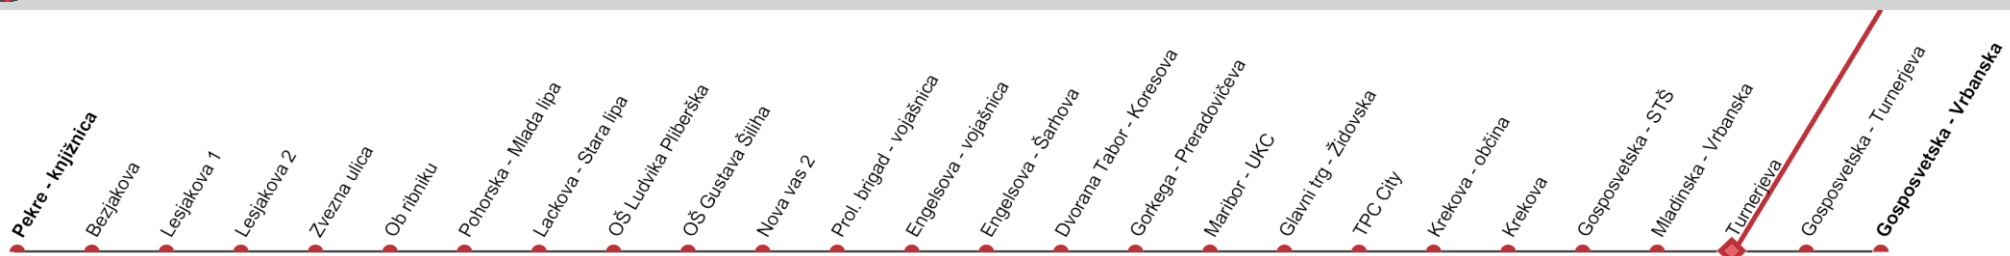 Pekre - knjižnica
Bezjakova
Lesjakova 1
Lesjakova 2
Zvezna ulica
Ob ribniku
Pohorska - Mlada lipa
Lackova - Stara lipa
OŠ Ludvika Pliberška
OŠ Gustava Šiliha
Nova vas 2
Prol. brigad - vojašnica
Engelsova - vojašnica
Engelsova - Šarhova
Dvorana Tabor - Koresova
Gorkega - Preradovičeva
Maribor - UKC
Glavni trg - Židovska
TPC City
Krekova - občina
Krekova
Gosposvetska - STŠ
Mladinska - Vrbanska
Turnerjeva
Gosposvetska - Turnerjeva
Gosposvetska - Vrbanska